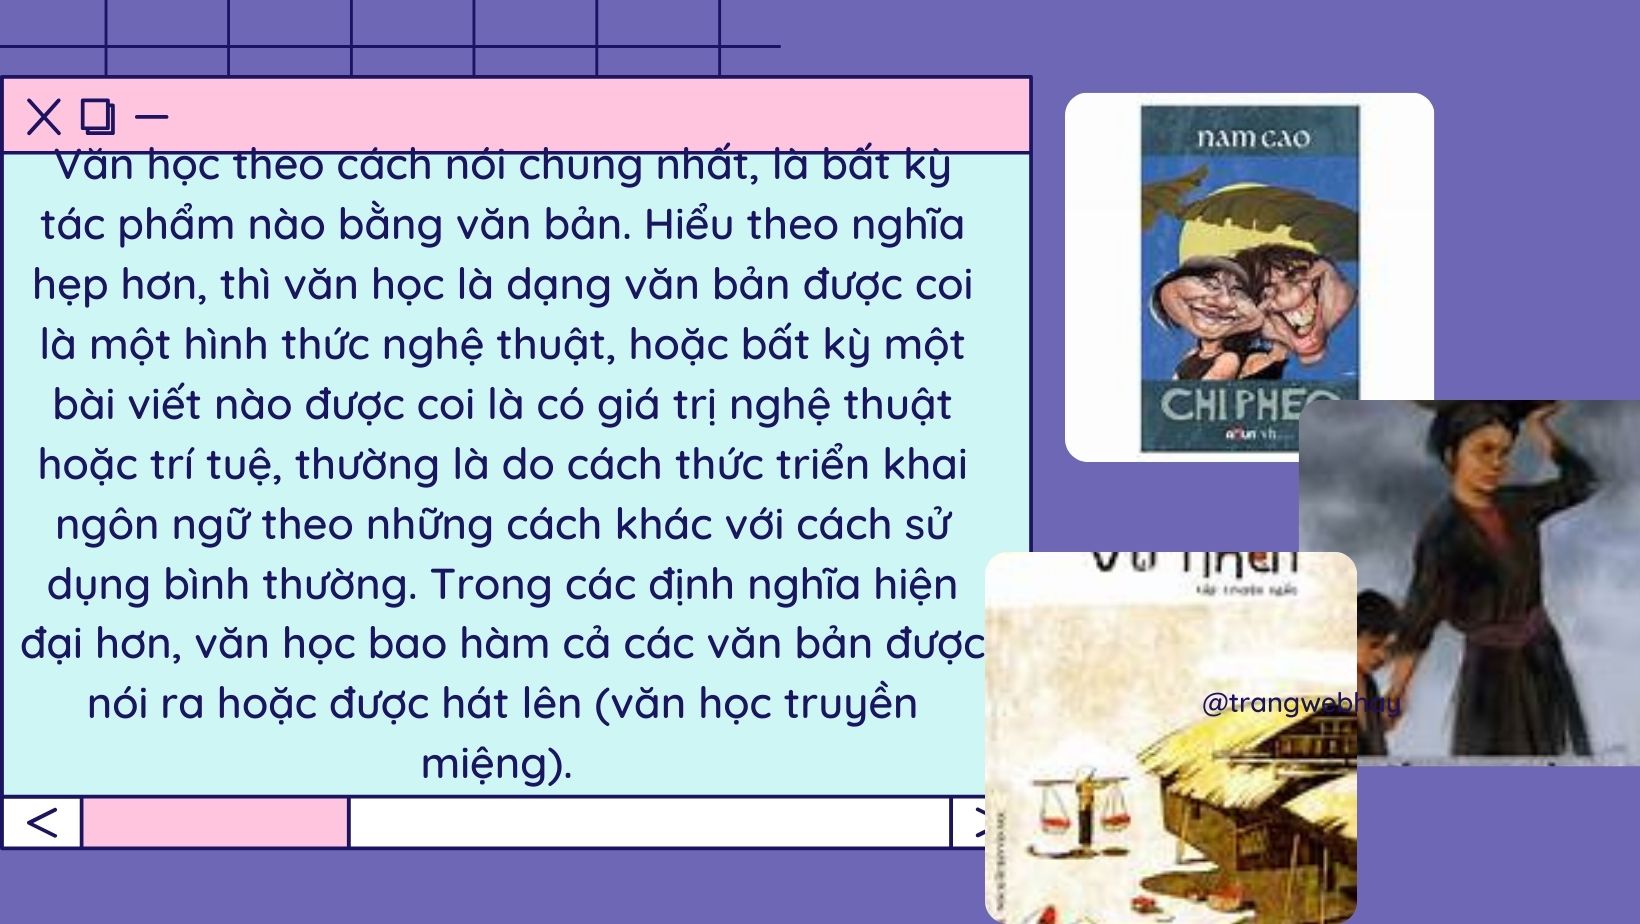 Văn học theo cách nói chung nhất, là bất kỳ
tác phẩm nào bằng văn bản. Hiểu theo nghĩa
hẹp hơn, thì văn học là dạng văn bản được coi
là một hình thức nghệ thuật, hoặc bất kỳ một
bài viết nào được coi là có giá trị nghệ thuật
hoặc trí tuệ, thường là do cách thức triển khai
ngôn ngữ theo những cách khác với cách sử
dụng bình thường. Trong các định nghĩa hiện
đại hơn, văn học bao hàm cả các văn bản được
nói ra hoặc được hát lên (văn học truyền
miệng).
NAM CAO
CHI PHEO
@trangwebhay